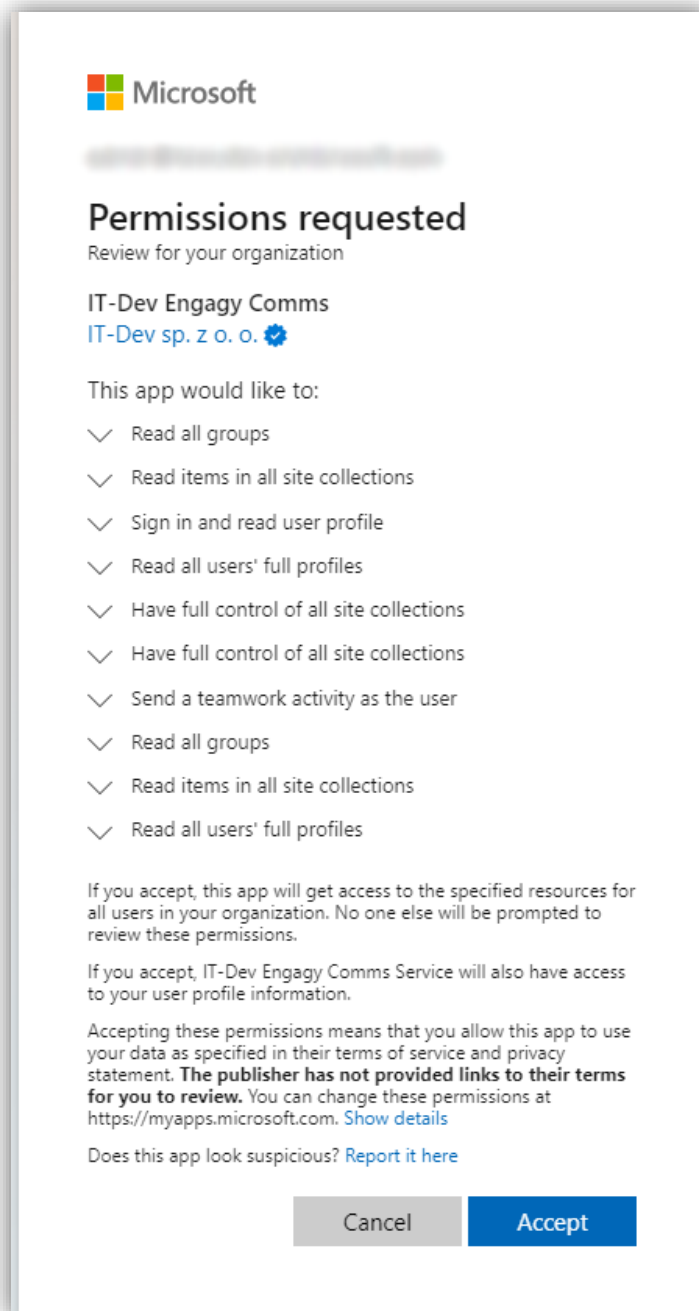 Microsoft
Permissions requested
Review for your organization
IT-Dev Engagy Comms
IT-Dev sp. z o. o.
This app would like to:
Read all groups
Read items in all site collections
Sign in and read user profile
Read all users' full profiles
Have full control of all site collections
Have full control of all site collections
Send a teamwork activity as the user
Read all groups
Read items in all site collections
Read all users' full profiles
If you accept, this app will get access to the specified resources for
all users in your organization. No one else will be prompted to
review these permissions.
If you accept, IT-Dev Engagy Comms Service will also have access
to your user profile information.
Accepting these permissions means that you allow this app to use
your data as specified in their terms of service and privacy
statement. The publisher has not provided links to their terms
for you to review. You can change these permissions at
https://myapps.microsoft.com. Show details
Does this app look suspicious? Report it here
Cancel Accept